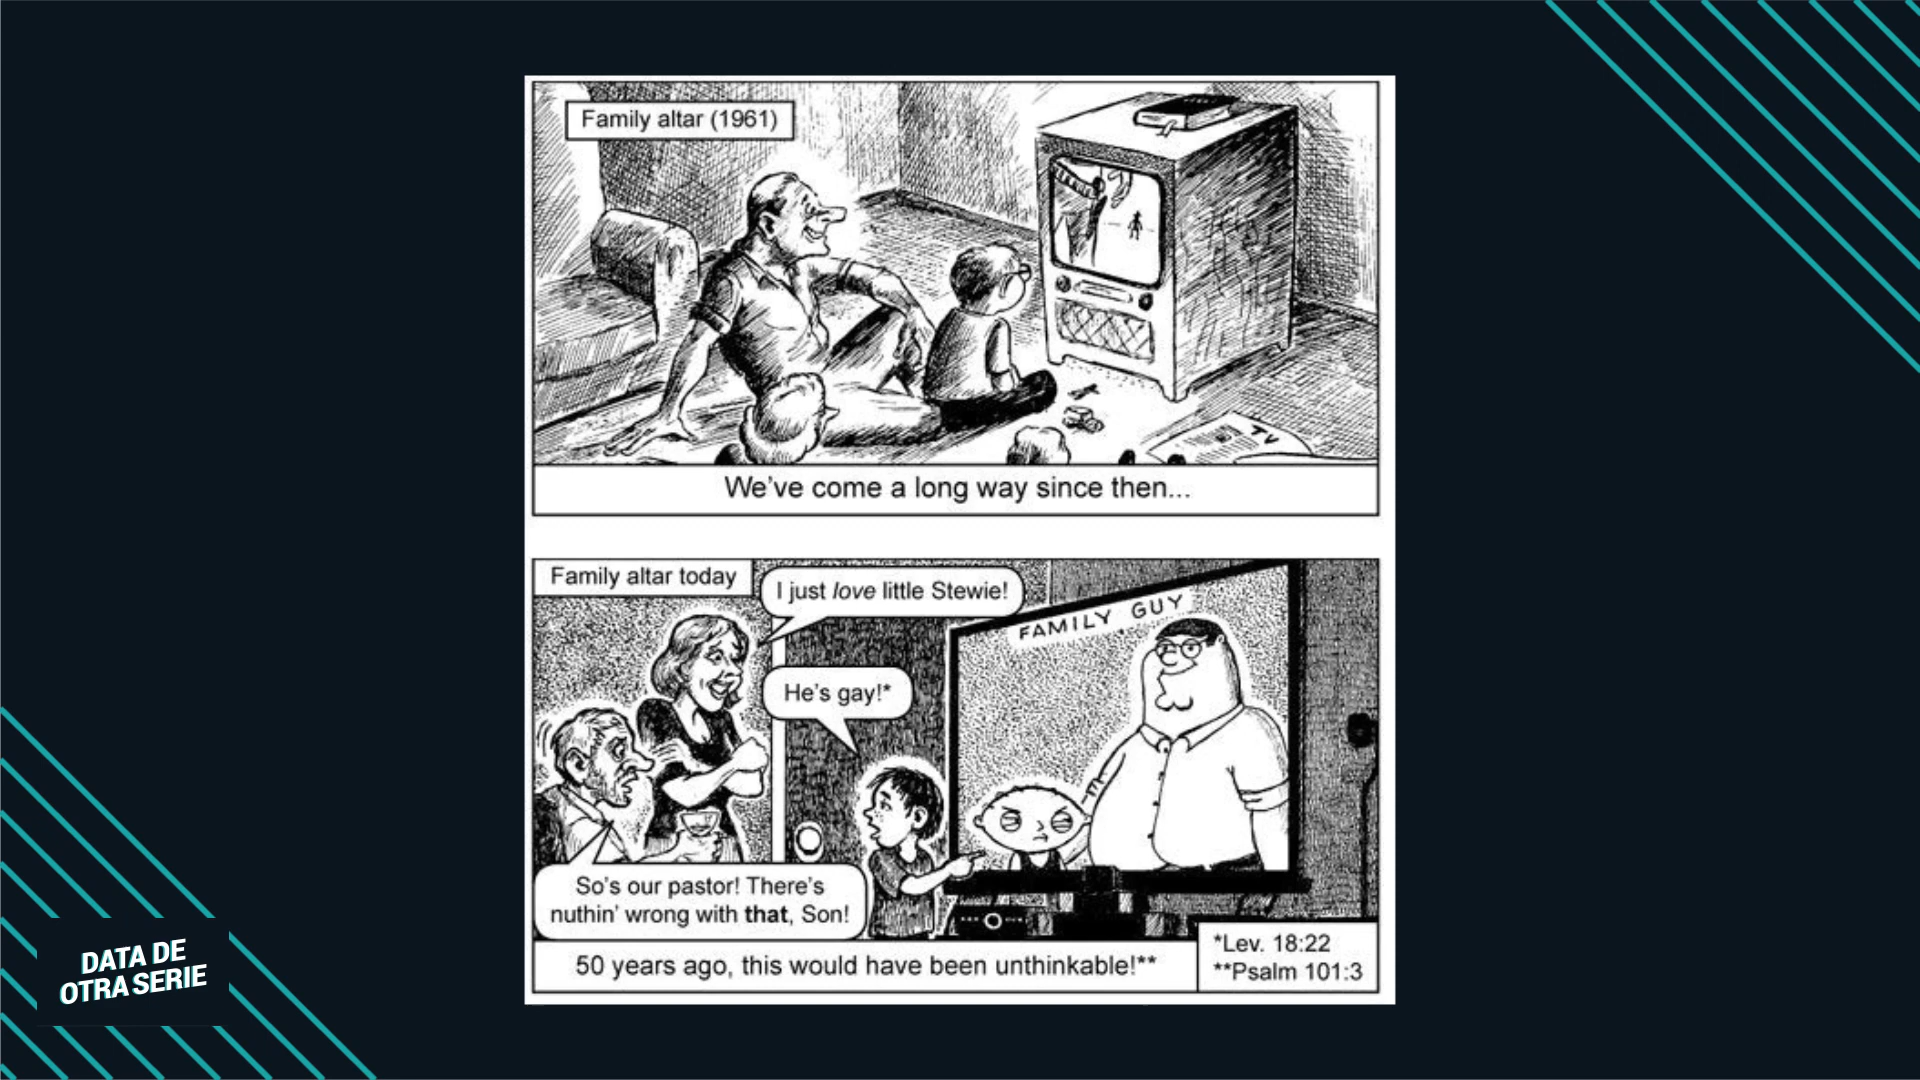 Family altar (1961)
TV
We've come a long way since then...
Family altar today
I just love little Stewie!
FAMILY GUY
He's gay!*
So's our pastor! There's
nuthin' wrong with that, Son!
*Lev. 18:22
**Psalm 101:3
50 years ago, this would have been unthinkable!**
DATA DE
OTRA SERIE